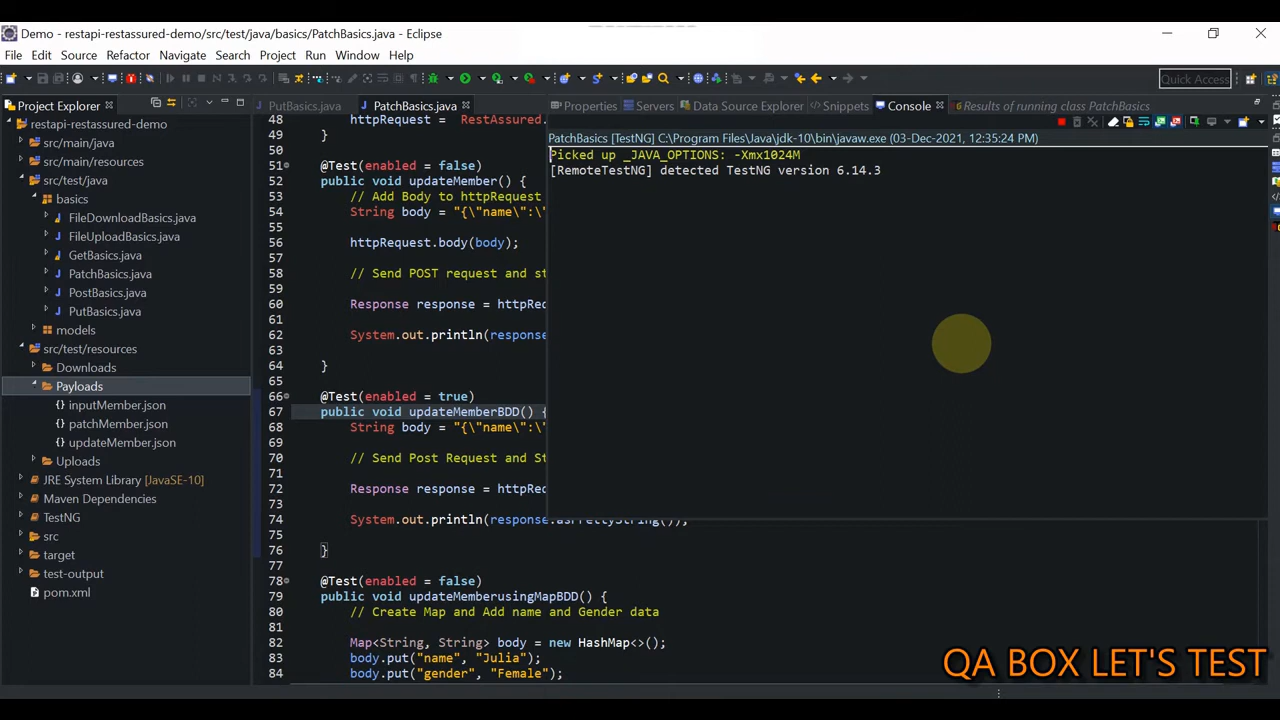 Demo - restapi-restassured-demo/src/test/java/basics/PatchBasics.java - Eclipse
File Edit Source Refactor Navigate Search Project Run Window Help
Quick Access
Project Explorer
restapi-restassured-demo
src/main/java
src/main/resources
src/test/java
basics
FileDownloadBasics.java
FileUploadBasics.java
GetBasics.java
PatchBasics.java
PostBasics.java
PutBasics.java
models
src/test/resources
Downloads
Payloads
inputMember.json
patchMember.json
updateMember.json
Uploads
JRE System Library [JavaSE-10]
Maven Dependencies
TestNG
src
target
test-output
pom.xml
PutBasics.java PatchBasics.java
48 httpRequest = RestAssured.
49 }
50
51 @Test(enabled = false)
52 public void updateMember() {
53 // Add Body to httpRequest
54 String body = "{\"name\":\"
55
56 httpRequest.body(body);
57
58 // Send POST request and st
59
60 Response response = httpReq
61
62 System.out.println(response
63
64 }
65
66 @Test(enabled = true)
67 public void updateMemberBDD() {
68 String body = "{\"name\":\"
69
70 // Send Post Request and St
71
72 Response response = httpReq
73
74 System.out.println(response.asPrettyString());
75
76 }
77
78 @Test(enabled = false)
79 public void updateMemberusingMapBDD() {
80 // Create Map and Add name and Gender data
81
82 Map<String, String> body = new HashMap<>();
83 body.put("name", "Julia");
84 body.put("gender", "Female");
Properties Servers Data Source Explorer Snippets Console Results of running class PatchBasics
PatchBasics [TestNG] C:\Program Files\Java\jdk-10\bin\javaw.exe (03-Dec-2021, 12:35:24 PM)
Picked up _JAVA_OPTIONS: -Xmx1024M
[RemoteTestNG] detected TestNG version 6.14.3
QA BOX LET'S TEST